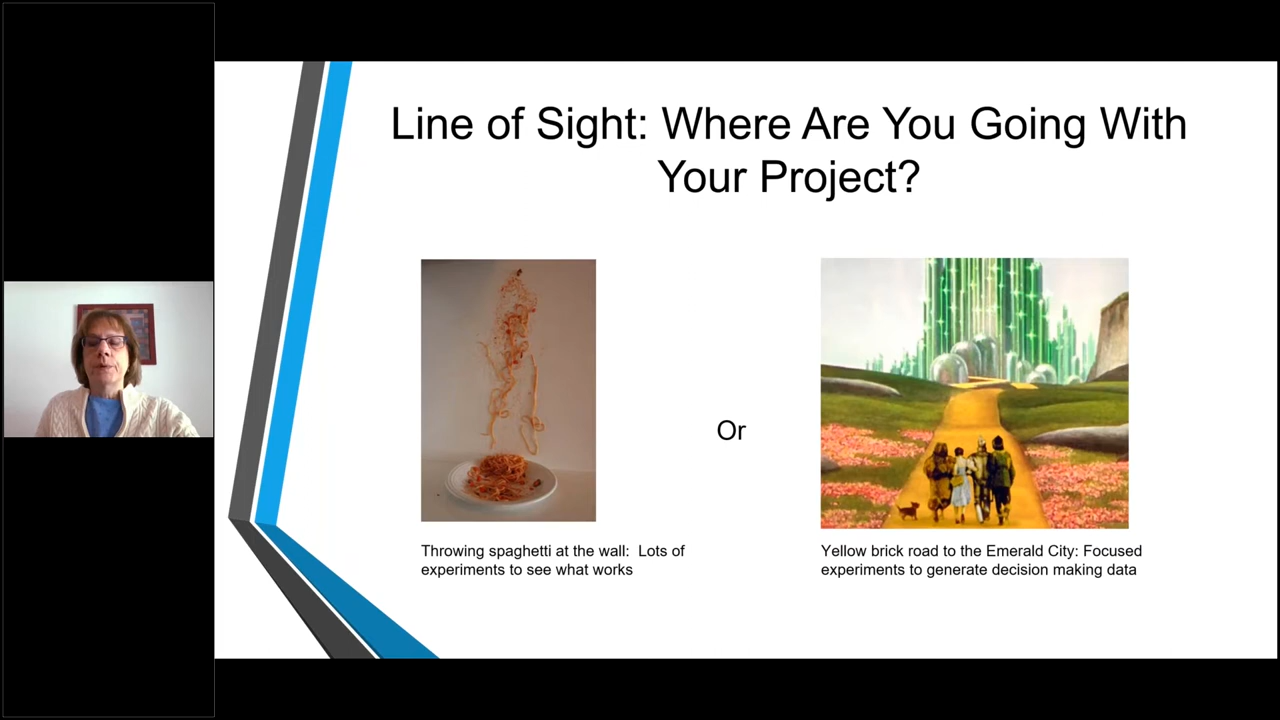 Line of Sight: Where Are You Going With
Your Project?
Or
Throwing spaghetti at the wall:  Lots of
experiments to see what works
Yellow brick road to the Emerald City: Focused
experiments to generate decision making data